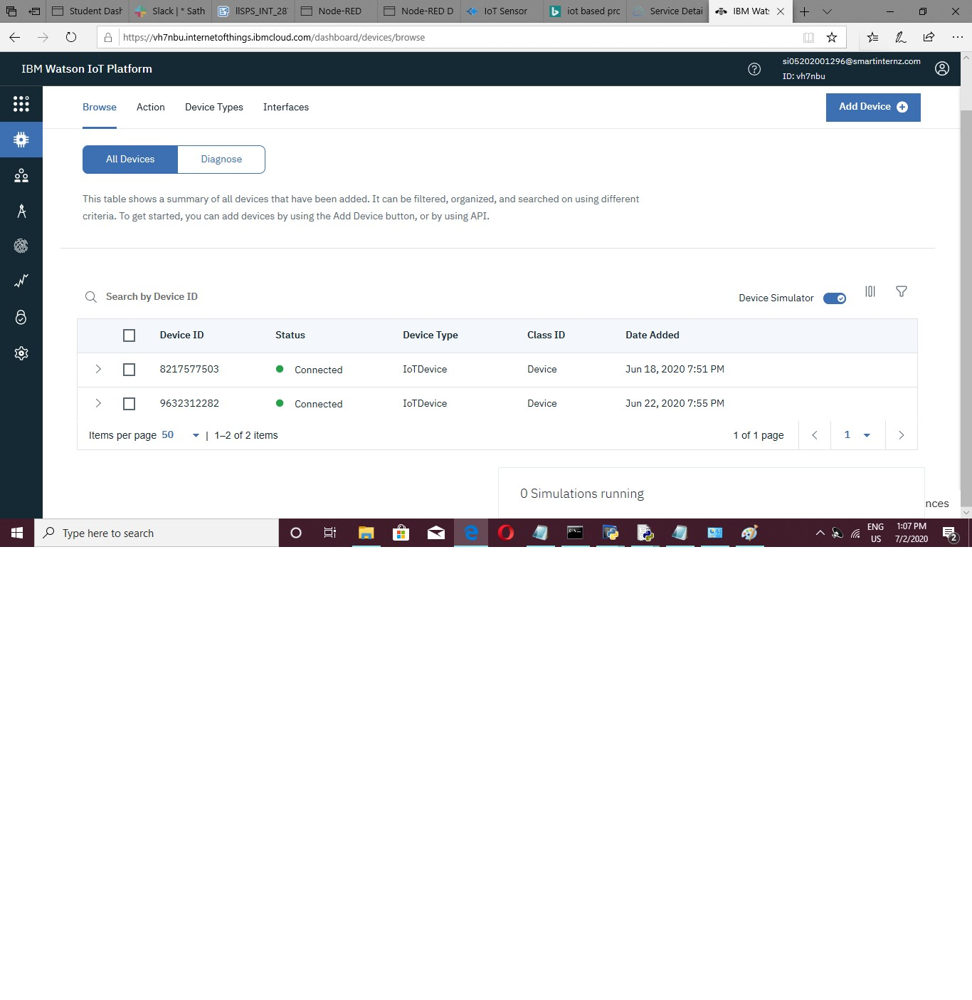 Student Dash
Slack | * Sath
llSPS_INT_28
Node-RED
Node-RED D
IoT Sensor
iot based pro
Service Detai
IBM Wats
https://vh7nbu.internetofthings.ibmcloud.com/dashboard/devices/browse
IBM Watson IoT Platform
si05202001296@smartinternz.com
ID: vh7nbu
Browse
Action
Device Types
Interfaces
Add Device
All Devices
Diagnose
This table shows a summary of all devices that have been added. It can be filtered, organized, and searched on using different
criteria. To get started, you can add devices by using the Add Device button, or by using API.
Search by Device ID
Device Simulator
Device ID Status Device Type Class ID Date Added
8217577503 Connected IoTDevice Device Jun 18, 2020 7:51 PM
9632312282 Connected IoTDevice Device Jun 22, 2020 7:55 PM
Items per page 50 | 1–2 of 2 items
1 of 1 page
1
0 Simulations running
nces
Type here to search
ENG
US
1:07 PM
7/2/2020
2